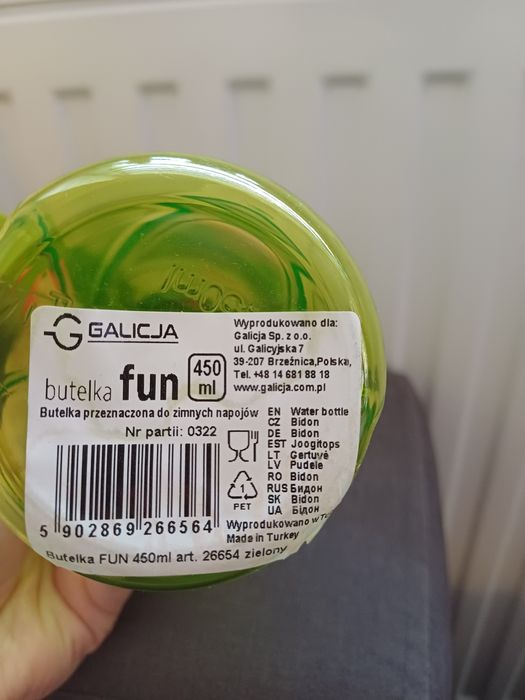 GALICJA
butelka fun 450 ml
Butelka przeznaczona do zimnych napojów
Nr partii: 0322
5 902869 266564
Butelka FUN 450ml art. 26654 zielony
Wyprodukowano dla:
Galicja Sp. z o.o.
ul. Galicyjska 7
39-207 Brzeźnica,Polska,
Tel. +48 14 681 88 18
www.galicja.com.pl
EN Water bottle
CZ Bidon
DE Bidon
EST Joogitops
LT Gertuvė
LV Pudele
RO Bidon
RUS Бидон
SK Bidon
UA Бідон
1
PET
Wyprodukowano w
Made in Turkey